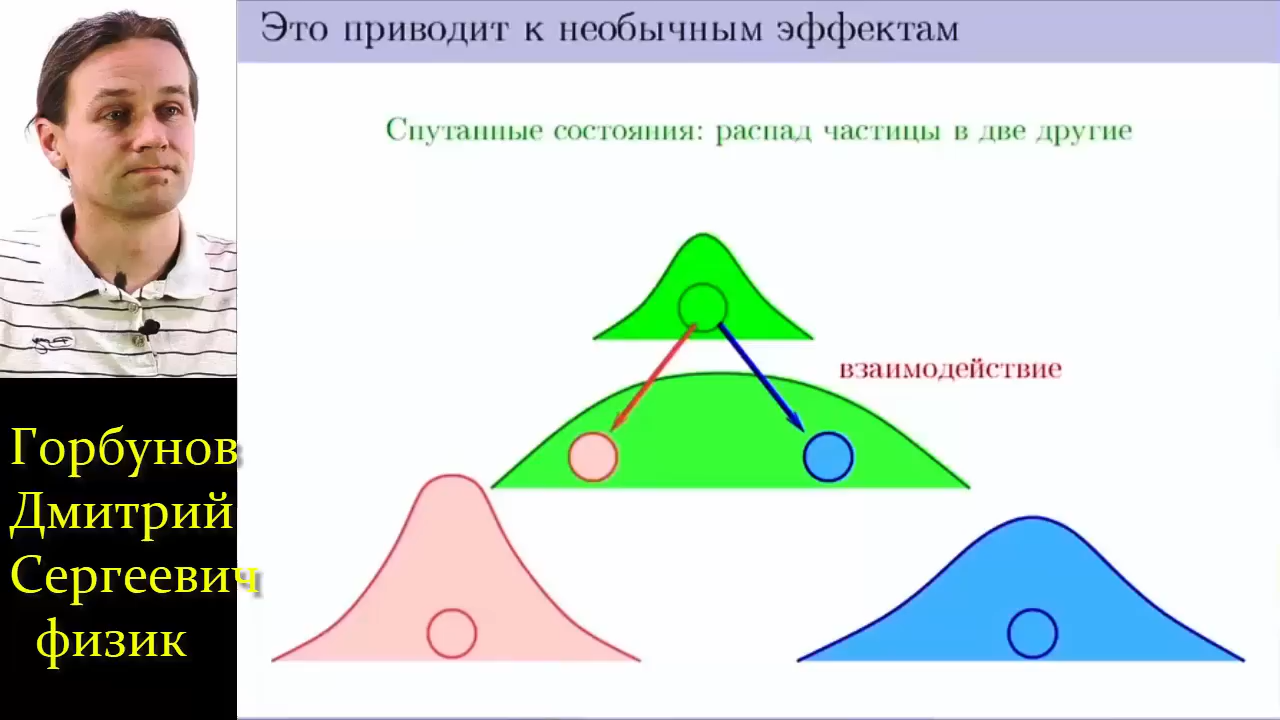 Это приводит к необычным эффектам
Спутанные состояния: распад частицы в две другие
взаимодействие
Горбунов
Дмитрий
Сергеевич
физик